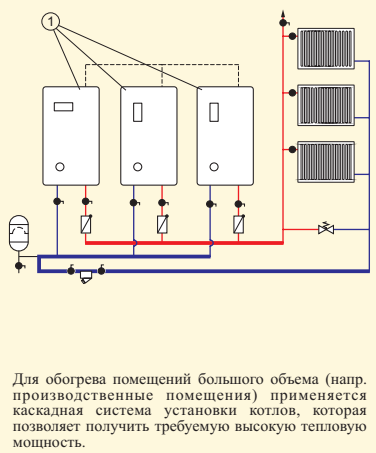 1
Для обогрева помещений большого объема (напр.
производственные помещения) применяется
каскадная система установки котлов, которая
позволяет получить требуемую высокую тепловую
мощность.